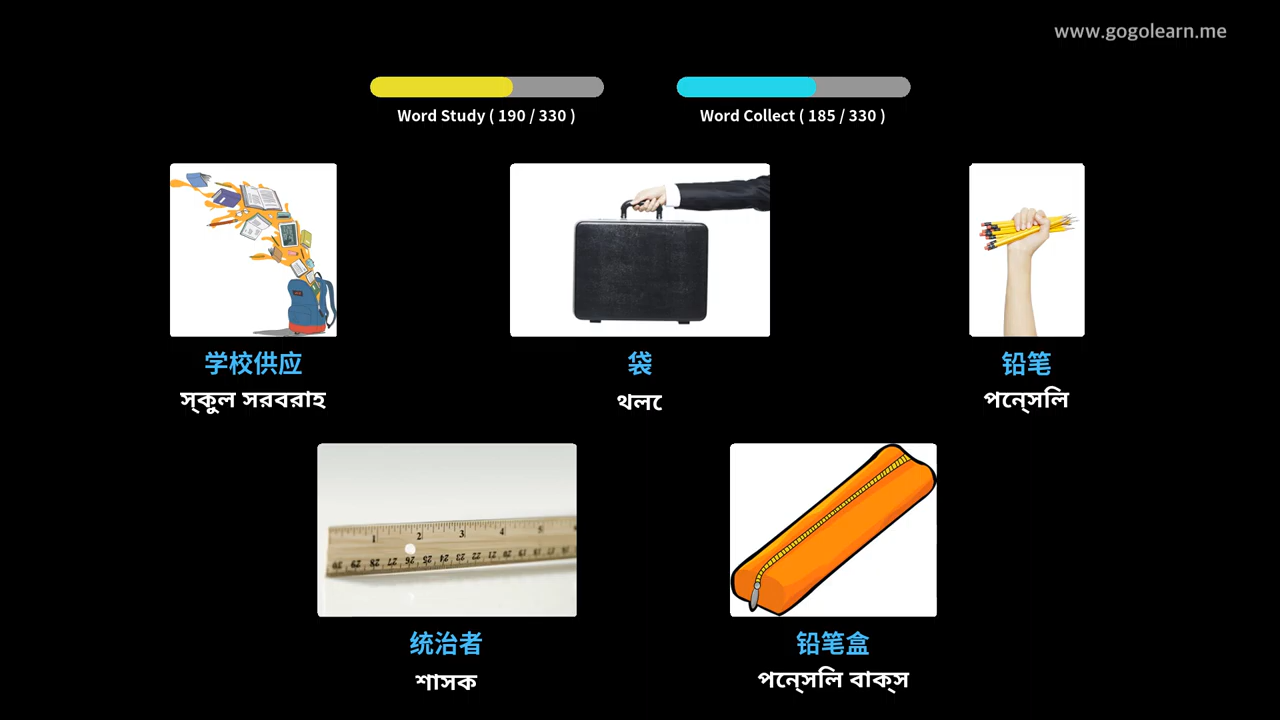 www.gogolearn.me
Word Study ( 190 / 330 )
Word Collect ( 185 / 330 )
学校供应
স্কুল সরবরাহ
袋
থলে
铅笔
পেন্সিল
统治者
শাসক
铅笔盒
পেন্সিল বাক্স